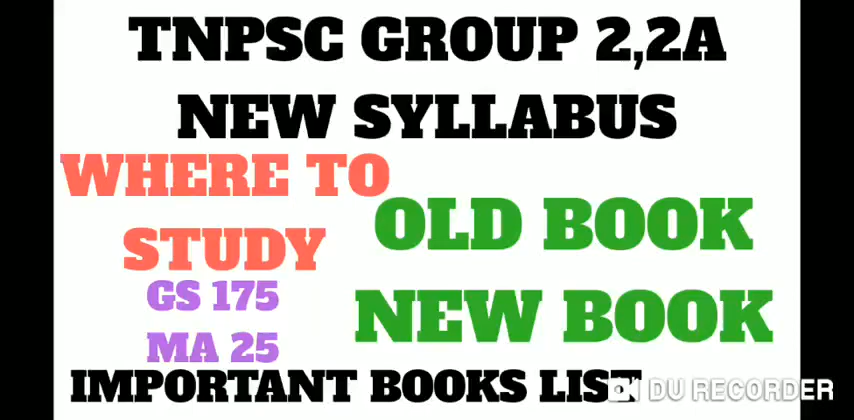 TNPSC GROUP 2,2A
NEW SYLLABUS
WHERE TO
STUDY
GS 175
MA 25
OLD BOOK
NEW BOOK
IMPORTANT BOOKS LIST
DU RECORDER